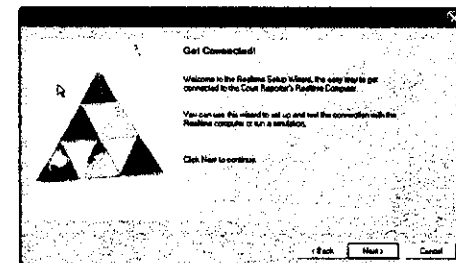 Get Connected!
Welcome to the Realtime Setup Wizard, the easy way to get
connected to the Court Reporter's Realtime Computer.
You can use this wizard to set up and test the connection with the
Realtime computer or run a simulation.
Click Next to continue.
< Back
Next >
Cancel